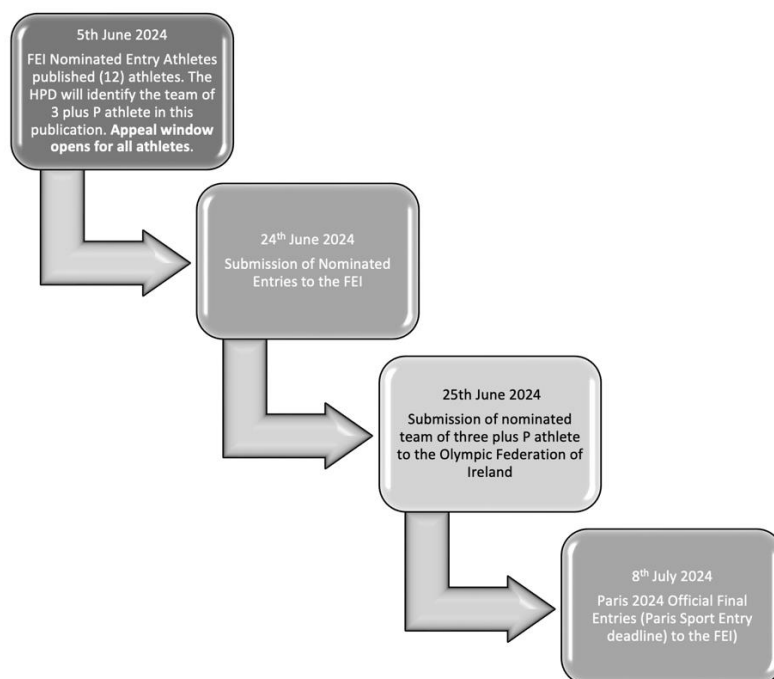 5th June 2024
FEI Nominated Entry Athletes
published (12) athletes. The
HPD will identify the team of
3 plus P athlete in this
publication. Appeal window
opens for all athletes.
24th June 2024
Submission of Nominated
Entries to the FEI
25th June 2024
Submission of nominated
team of three plus P athlete
to the Olympic Federation of
Ireland
8th July 2024
Paris 2024 Official Final
Entries (Paris Sport Entry
deadline) to the FEI)